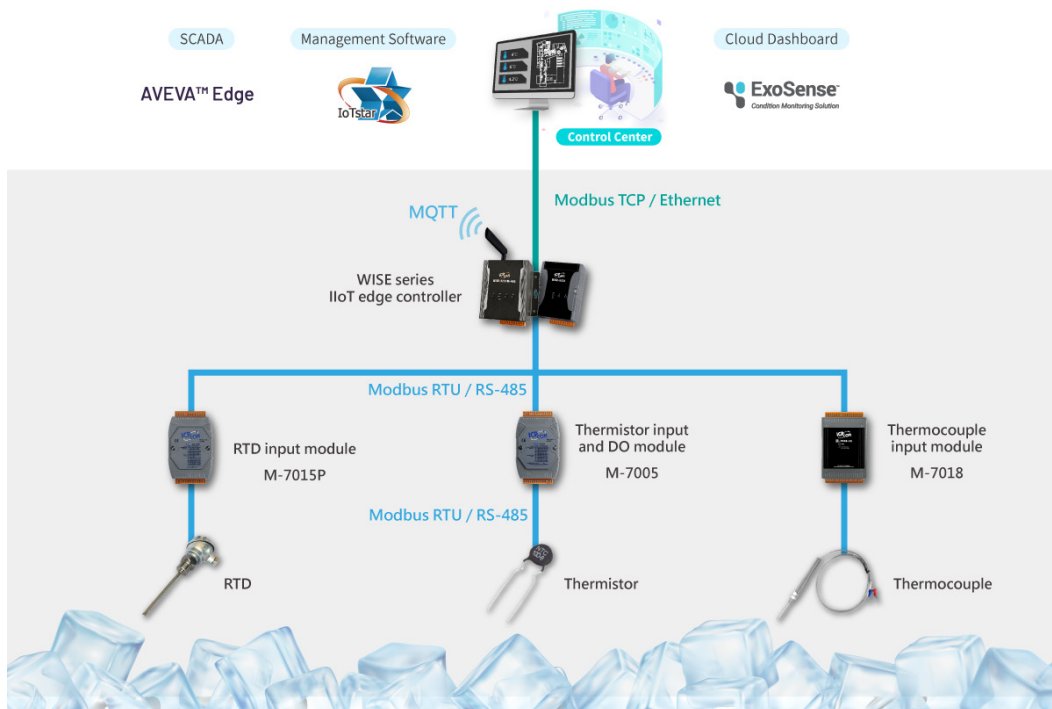 SCADA
Management Software
Cloud Dashboard
AVEVA™ Edge
IoTstar
ExoSense™
Condition Monitoring Solution
Control Center
Modbus TCP / Ethernet
MQTT
WISE series
IIoT edge controller
Modbus RTU / RS-485
RTD input module
M-7015P
Thermistor input
and DO module
M-7005
Thermocouple
input module
M-7018
Modbus RTU / RS-485
NTC
RTD
Thermistor
Thermocouple